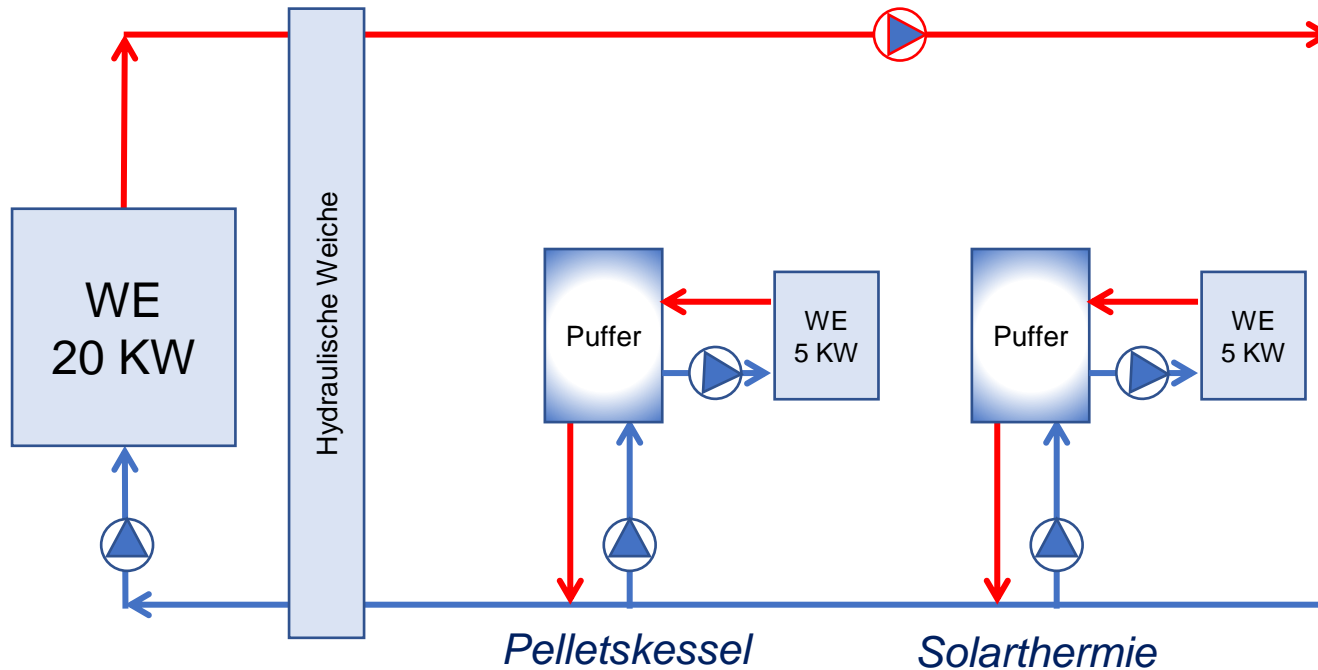 WE
20 KW
Hydraulische Weiche
Puffer
WE
5 KW
Puffer
WE
5 KW
Pelletskessel
Solarthermie